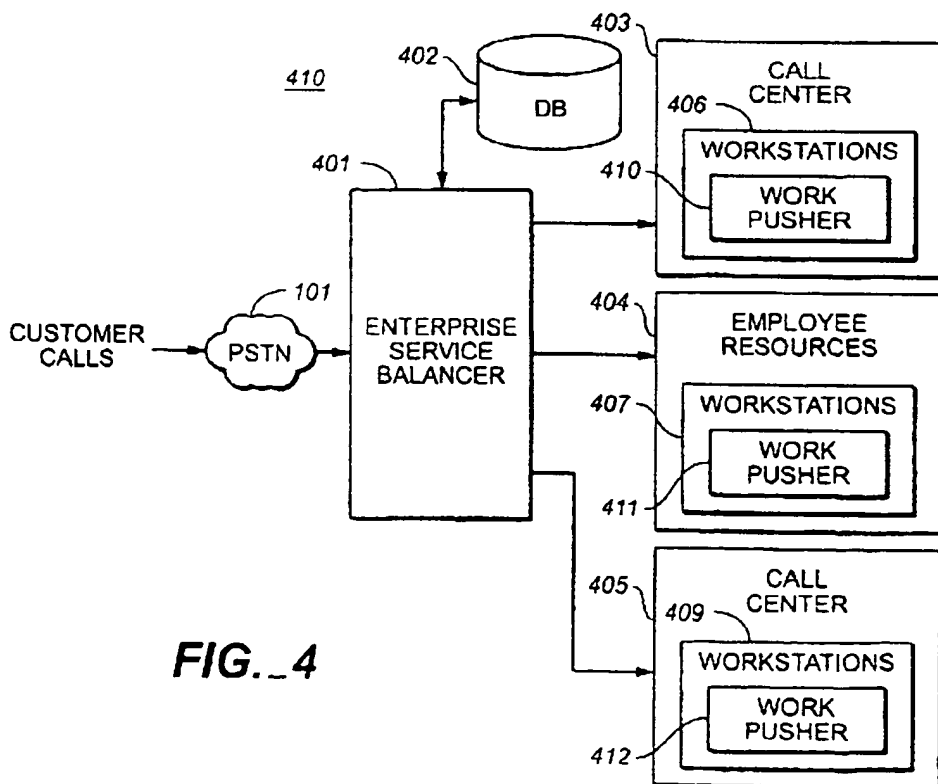 410
402
DB
401
101
CUSTOMER
CALLS
PSTN
ENTERPRISE
SERVICE
BALANCER
403
CALL
CENTER
406
WORKSTATIONS
410
WORK
PUSHER
404
EMPLOYEE
RESOURCES
407
WORKSTATIONS
411
WORK
PUSHER
405
CALL
CENTER
409
WORKSTATIONS
412
WORK
PUSHER
FIG._4